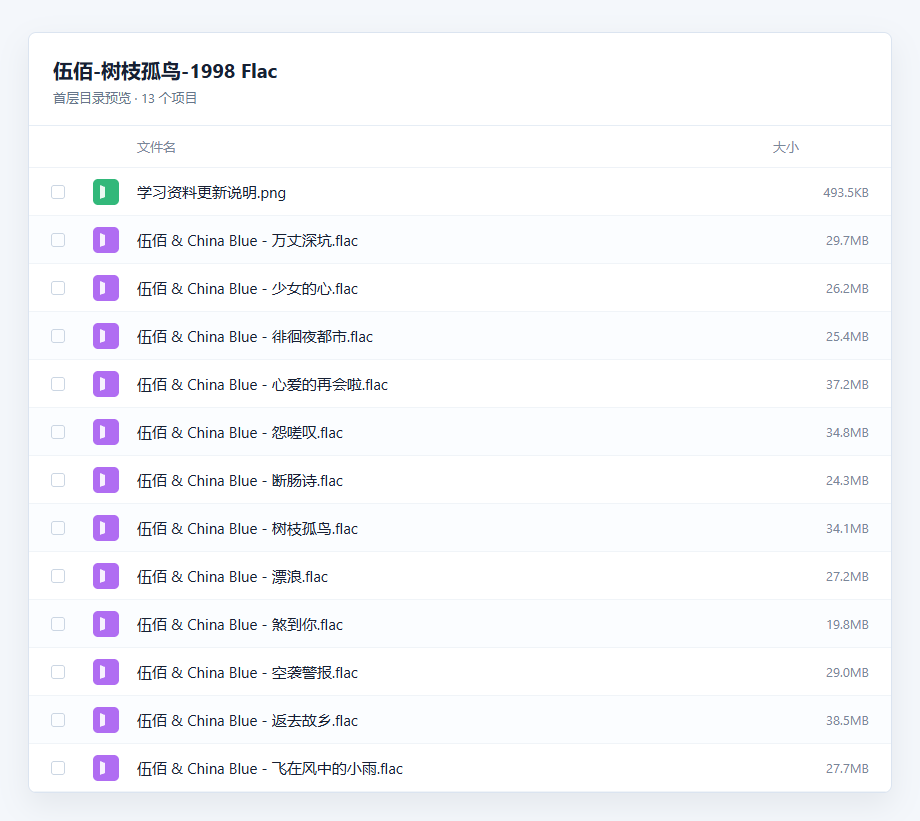 伍佰-树枝孤鸟-1998 Flac
首层目录预览 · 13 个项目
文件名 大小
学习资料更新说明.png 493.5KB
伍佰 & China Blue - 万丈深坑.flac 29.7MB
伍佰 & China Blue - 少女的心.flac 26.2MB
伍佰 & China Blue - 徘徊夜都市.flac 25.4MB
伍佰 & China Blue - 心爱的再会啦.flac 37.2MB
伍佰 & China Blue - 怨嗟叹.flac 34.8MB
伍佰 & China Blue - 断肠诗.flac 24.3MB
伍佰 & China Blue - 树枝孤鸟.flac 34.1MB
伍佰 & China Blue - 漂浪.flac 27.2MB
伍佰 & China Blue - 煞到你.flac 19.8MB
伍佰 & China Blue - 空袭警报.flac 29.0MB
伍佰 & China Blue - 返去故乡.flac 38.5MB
伍佰 & China Blue - 飞在风中的小雨.flac 27.7MB